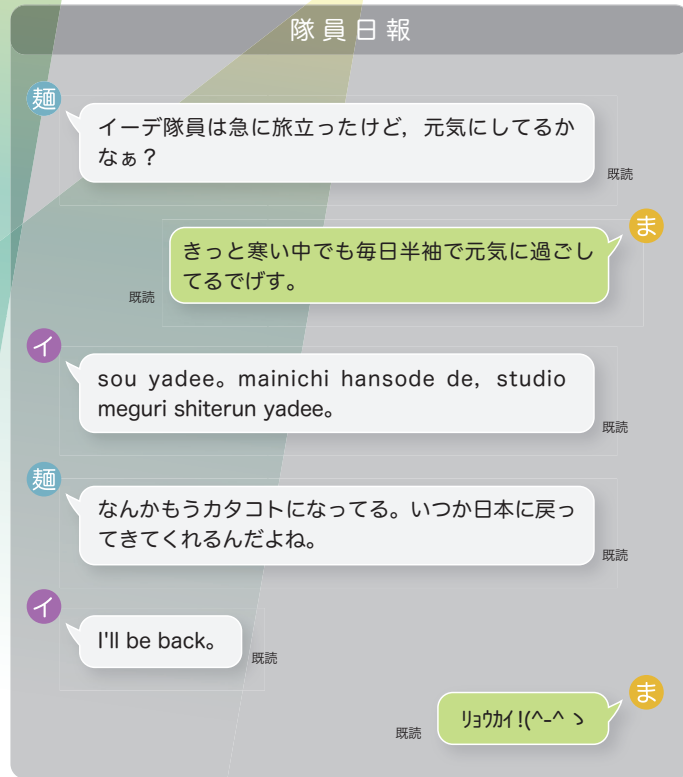 隊員日報
麺
イーデ隊員は急に旅立ったけど，元気にしてるか
なぁ？
既読
ま
きっと寒い中でも毎日半袖で元気に過ごし
てるでげす。
既読
イ
sou yadee。mainichi hansode de，studio
meguri shiterun yadee。
既読
麺
なんかもうカタコトになってる。いつか日本に戻っ
てきてくれるんだよね。
既読
イ
I'll be back。
既読
ま
ﾘｮｳｶｲ!(^-^ゝ
既読